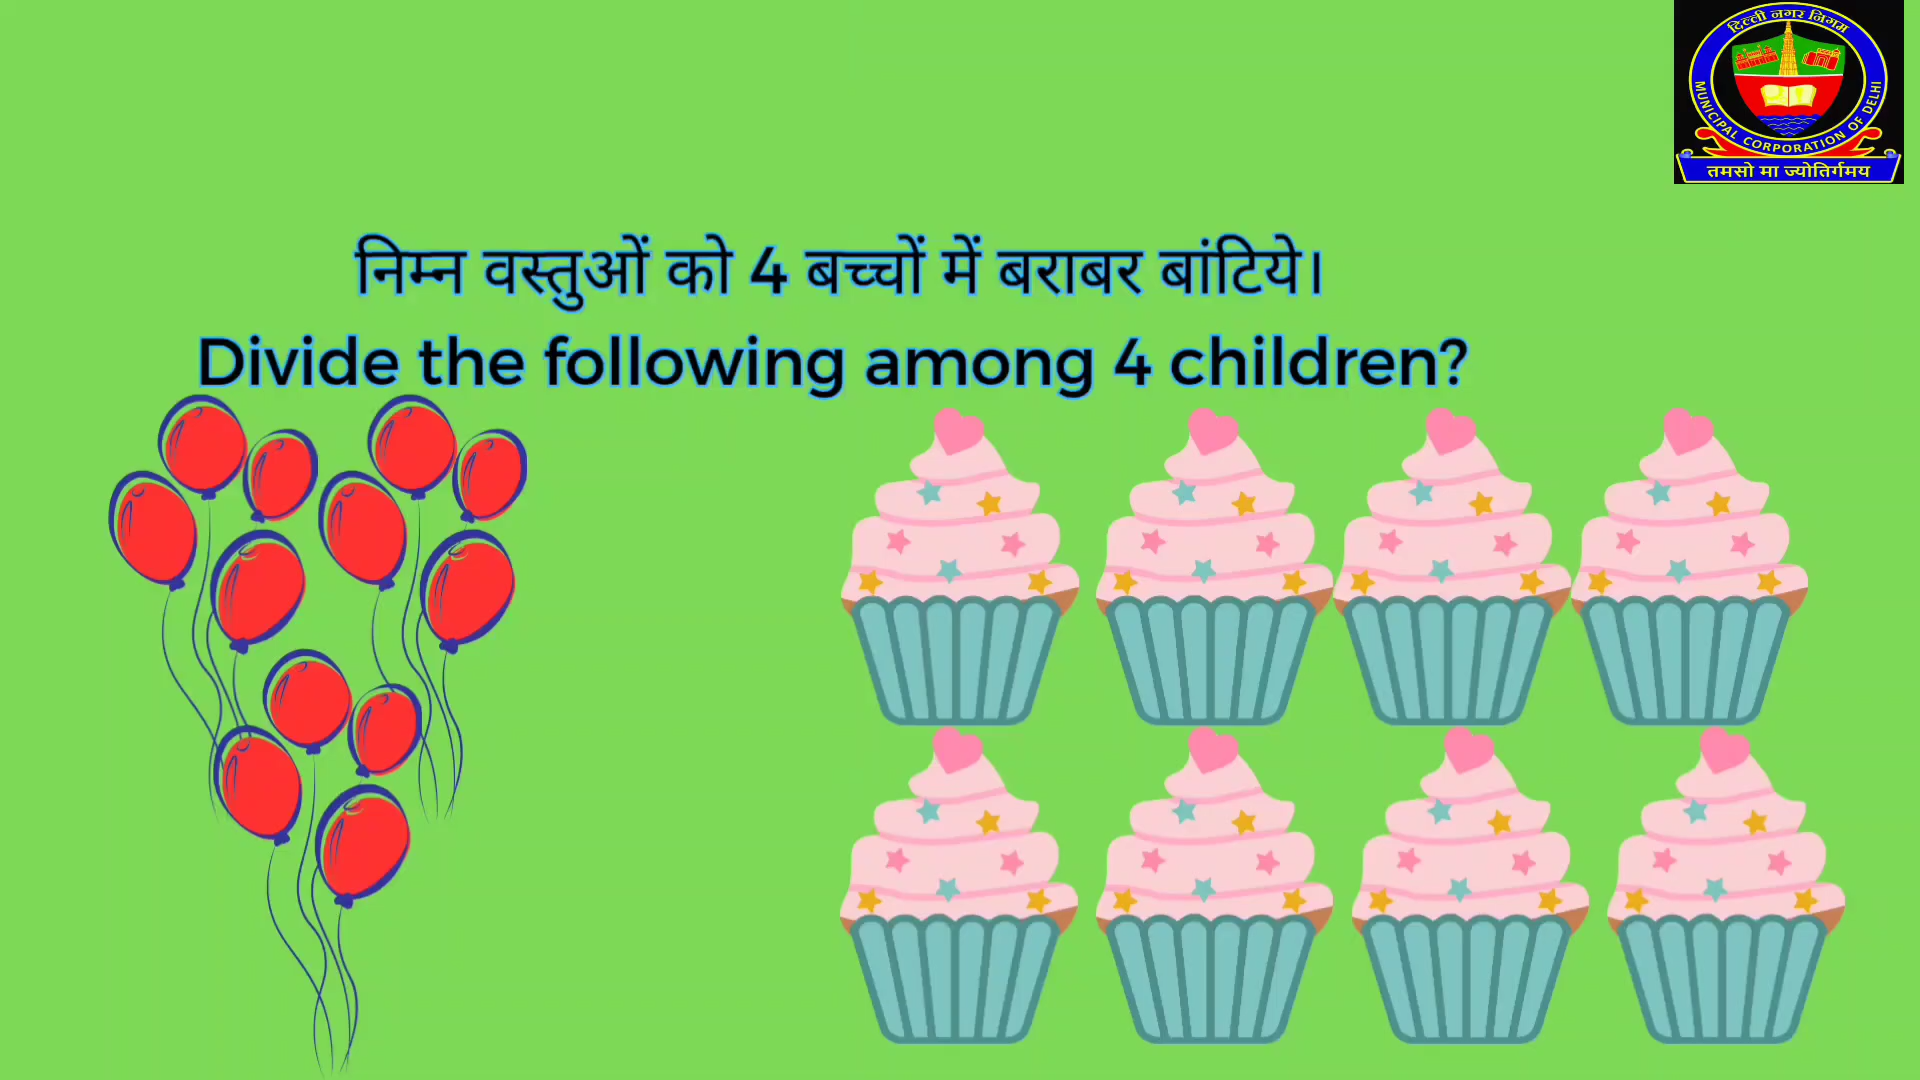 दिल्ली नगर निगम
MUNICIPAL CORPORATION OF DELHI
तमसो मा ज्योतिर्गमय
निम्न वस्तुओं को 4 बच्चों में बराबर बांटिये।
Divide the following among 4 children?